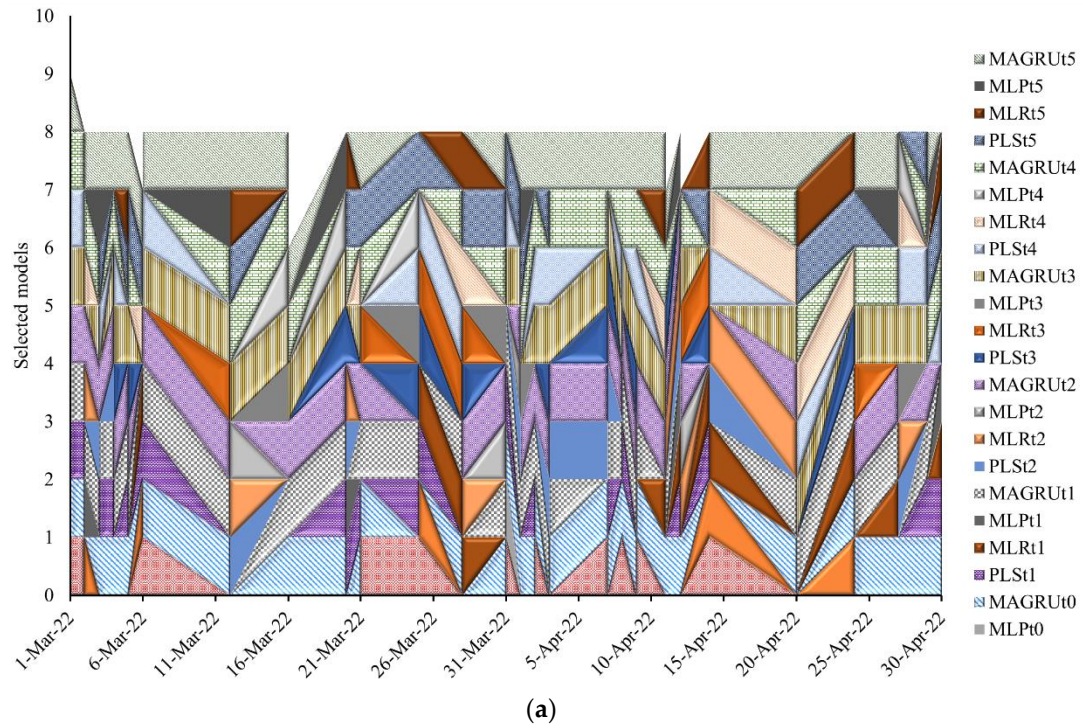 10
9
8
7
6
5
4
3
2
1
0
Selected models
1-Mar-22
6-Mar-22
11-Mar-22
16-Mar-22
21-Mar-22
26-Mar-22
31-Mar-22
5-Apr-22
10-Apr-22
15-Apr-22
20-Apr-22
25-Apr-22
30-Apr-22
MAGRUt5
MLPt5
MLRt5
PLSt5
MAGRUt4
MLPt4
MLRt4
PLSt4
MAGRUt3
MLPt3
MLRt3
PLSt3
MAGRUt2
MLPt2
MLRt2
PLSt2
MAGRUt1
MLPt1
MLRt1
PLSt1
MAGRUt0
MLPt0
(a)